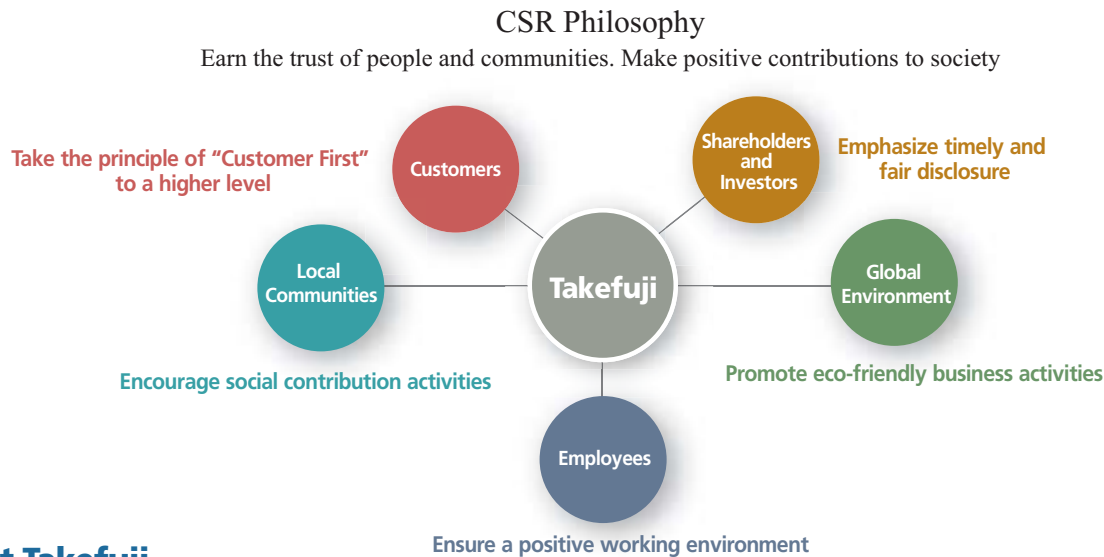 CSR Philosophy
Earn the trust of people and communities. Make positive contributions to society
Take the principle of “Customer First”
to a higher level
Customers
Shareholders
and
Investors
Emphasize timely and
fair disclosure
Local
Communities
Takefuji
Global
Environment
Encourage social contribution activities
Promote eco-friendly business activities
Employees
Ensure a positive working environment
t Takefuji